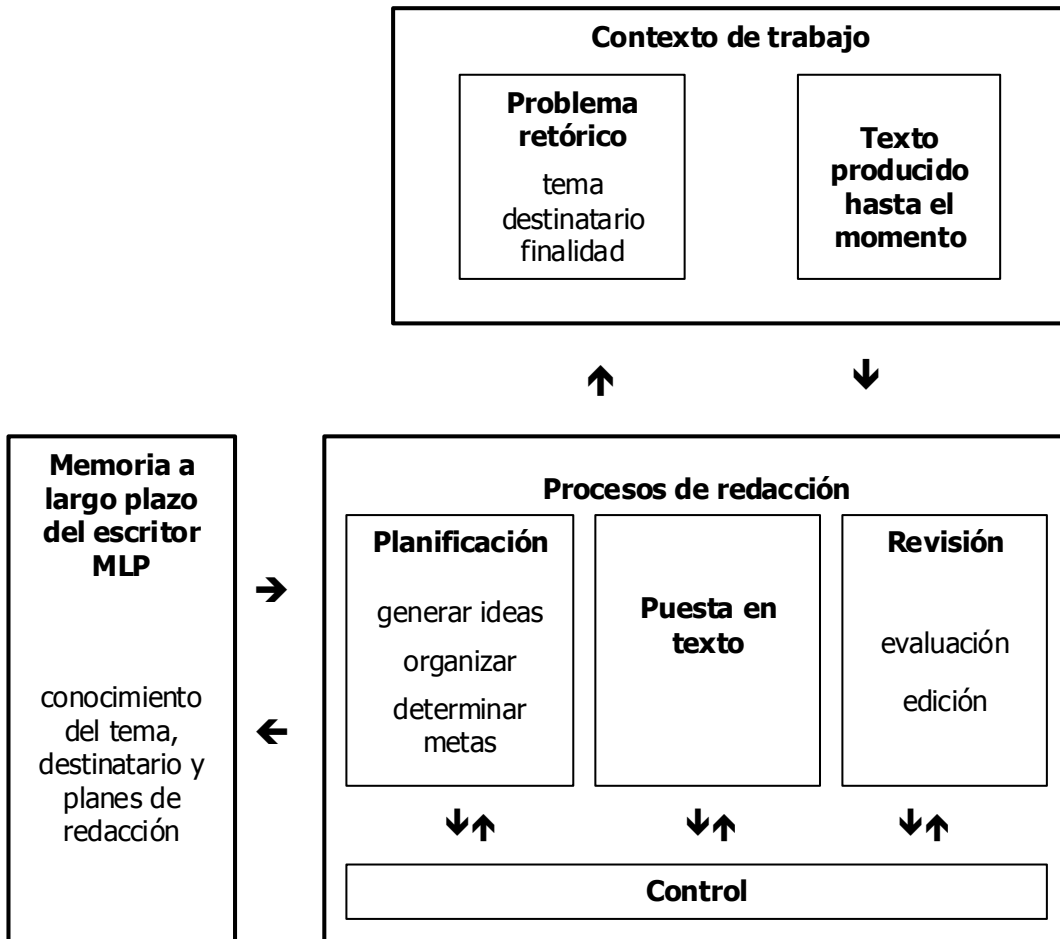 Contexto de trabajo
Problema
retórico
tema
destinatario
finalidad
Texto
producido
hasta el
momento
Memoria a
largo plazo
del escritor
MLP
conocimiento
del tema,
destinatario y
planes de
redacción
Procesos de redacción
Planificación
generar ideas
organizar
determinar
metas
Puesta en
texto
Revisión
evaluación
edición
Control